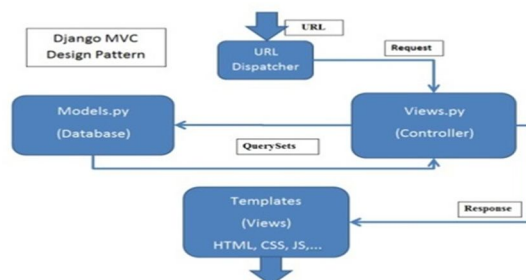 Django MVC
Design Pattern
URL
URL
Dispatcher
Request
Models.py
(Database)
Views.py
(Controller)
QuerySets
Templates
(Views)
HTML, CSS, JS,...
Response